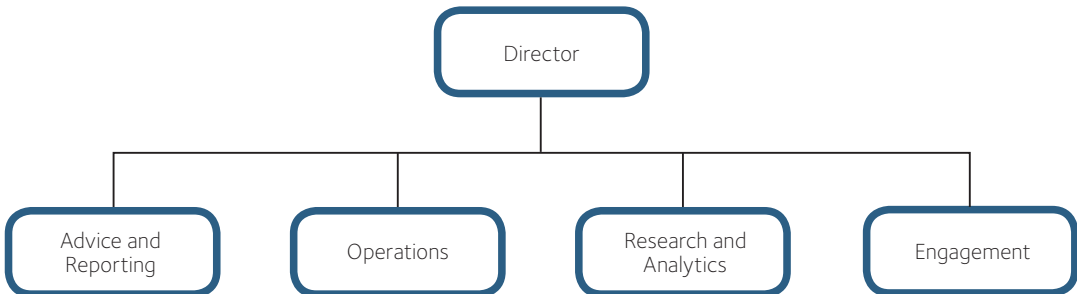 Director
Advice and
Reporting
Operations
Research and
Analytics
Engagement